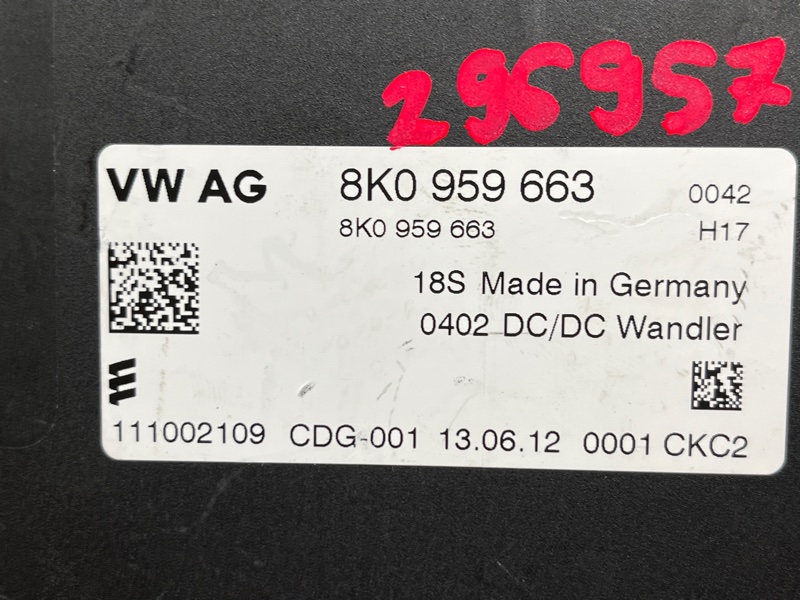 296957
VW AG 8K0 959 663 0042
8K0 959 663 H17
18S Made in Germany
0402 DC/DC Wandler
111002109 CDG-001 13.06.12 0001 CKC2